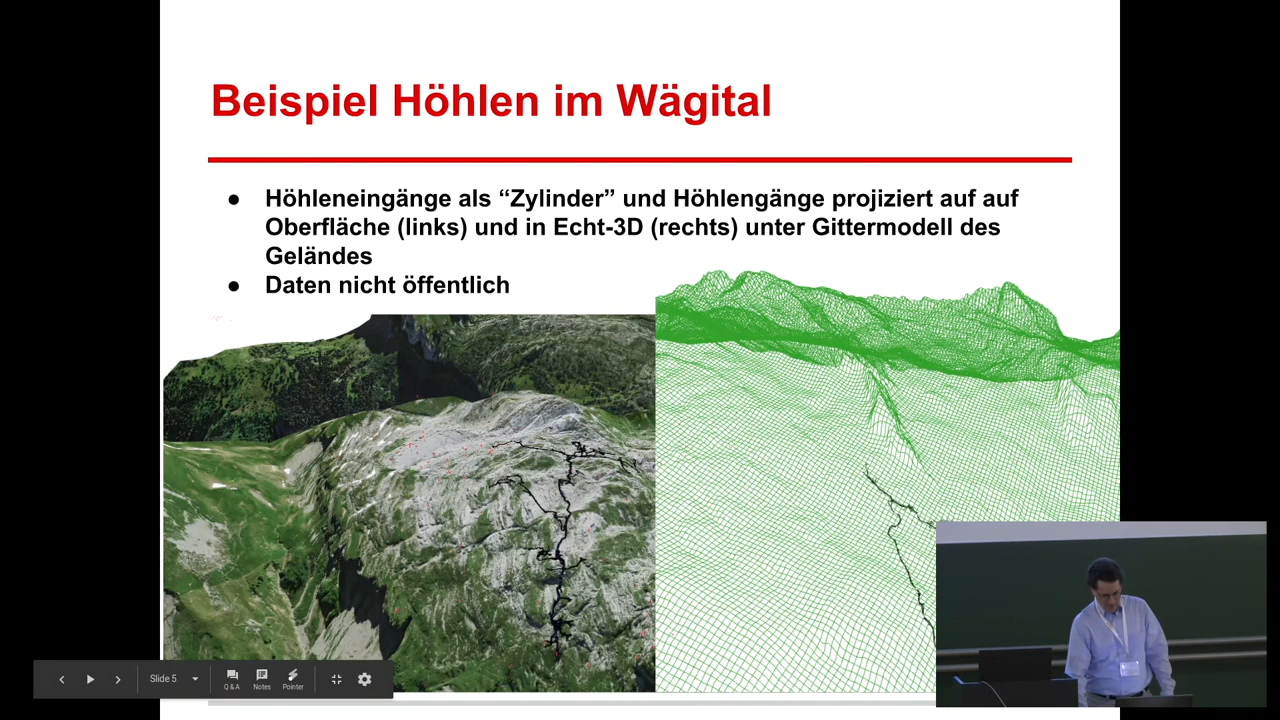 Beispiel Höhlen im Wägital
● Höhleneingänge als “Zylinder” und Höhlengänge projiziert auf auf
Oberfläche (links) und in Echt-3D (rechts) unter Gittermodell des
Geländes
● Daten nicht öffentlich
Slide 5
Q & A
Notes
Pointer